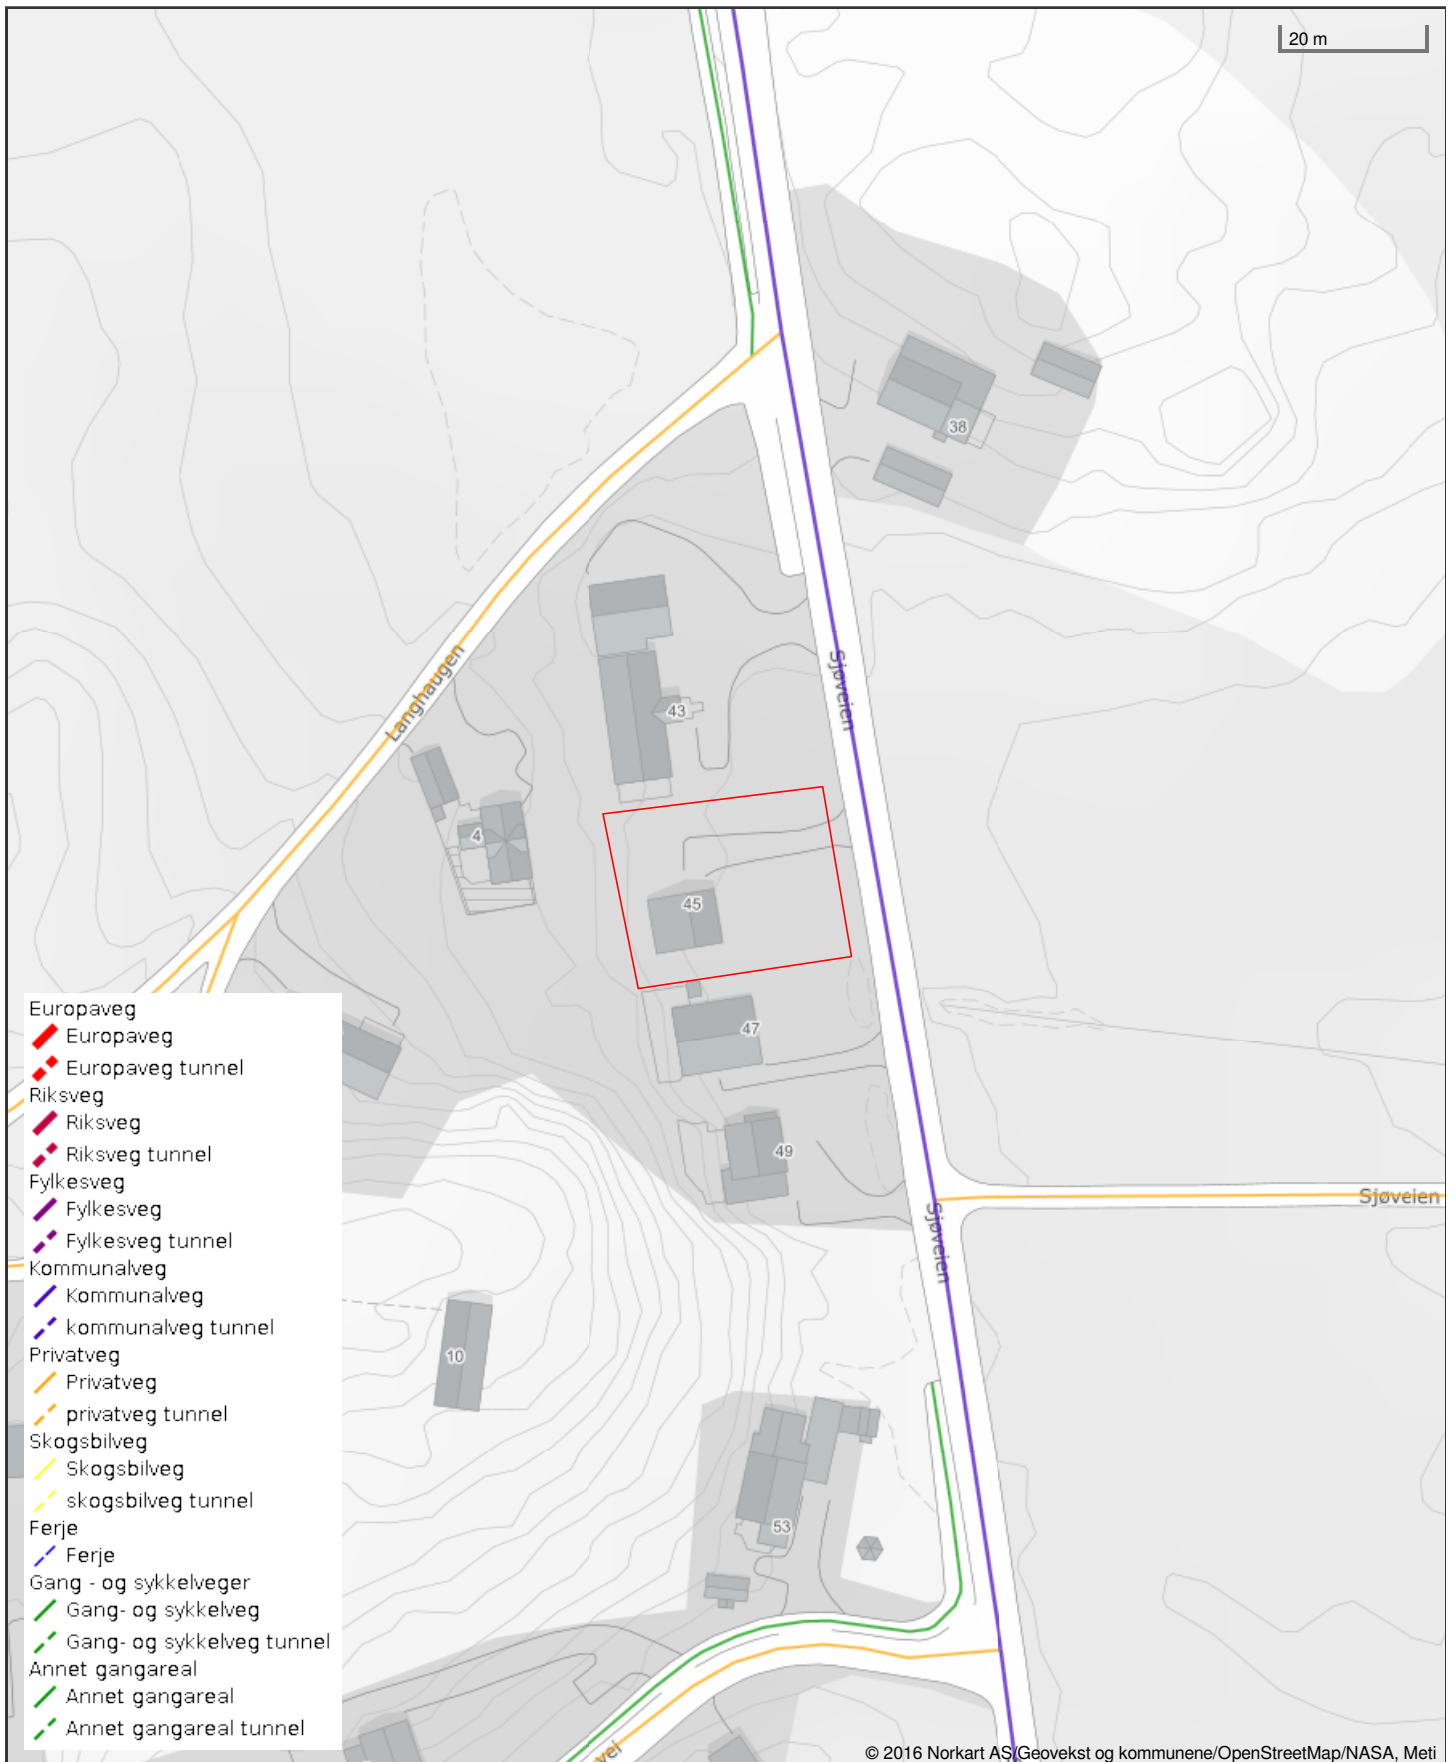 20 m
38
Sjøveien
Langhaugen
43
4
45
47
49
Sjøveien
Sjøveien
10
53
vei
Europaveg
Europaveg
Europaveg tunnel
Riksveg
Riksveg
Riksveg tunnel
Fylkesveg
Fylkesveg
Fylkesveg tunnel
Kommunalveg
Kommunalveg
kommunalveg tunnel
Privatveg
Privatveg
privatveg tunnel
Skogsbilveg
Skogsbilveg
skogsbilveg tunnel
Ferje
Ferje
Gang - og sykkelveger
Gang- og sykkelveg
Gang- og sykkelveg tunnel
Annet gangareal
Annet gangareal
Annet gangareal tunnel
© 2016 Norkart AS/Geovekst og kommunene/OpenStreetMap/NASA, Meti